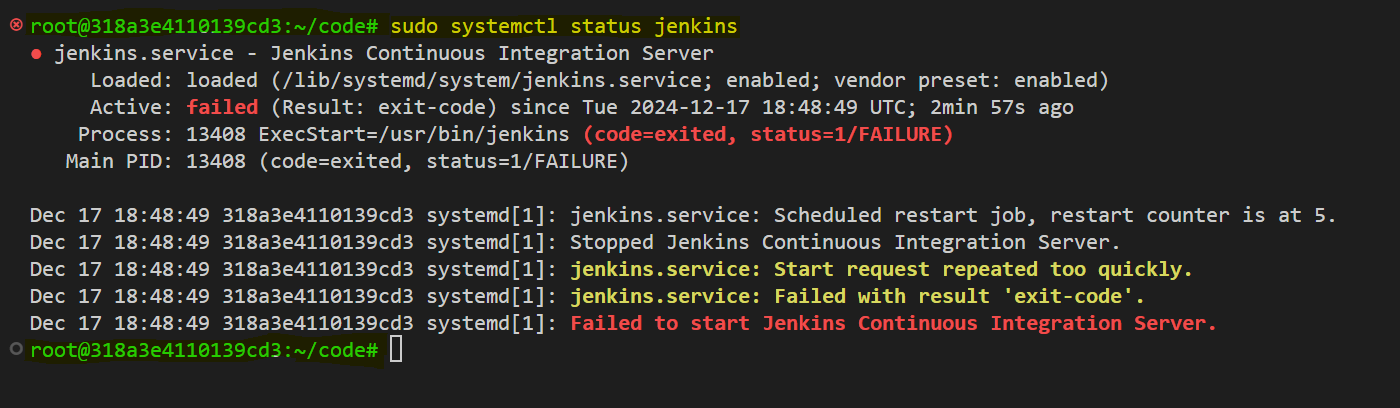 root@318a3e4110139cd3:~/code# sudo systemctl status jenkins
● jenkins.service - Jenkins Continuous Integration Server
Loaded: loaded (/lib/systemd/system/jenkins.service; enabled; vendor preset: enabled)
Active: failed (Result: exit-code) since Tue 2024-12-17 18:48:49 UTC; 2min 57s ago
Process: 13408 ExecStart=/usr/bin/jenkins (code=exited, status=1/FAILURE)
Main PID: 13408 (code=exited, status=1/FAILURE)
Dec 17 18:48:49 318a3e4110139cd3 systemd[1]: jenkins.service: Scheduled restart job, restart counter is at 5.
Dec 17 18:48:49 318a3e4110139cd3 systemd[1]: Stopped Jenkins Continuous Integration Server.
Dec 17 18:48:49 318a3e4110139cd3 systemd[1]: jenkins.service: Start request repeated too quickly.
Dec 17 18:48:49 318a3e4110139cd3 systemd[1]: jenkins.service: Failed with result 'exit-code'.
Dec 17 18:48:49 318a3e4110139cd3 systemd[1]: Failed to start Jenkins Continuous Integration Server.
root@318a3e4110139cd3:~/code#